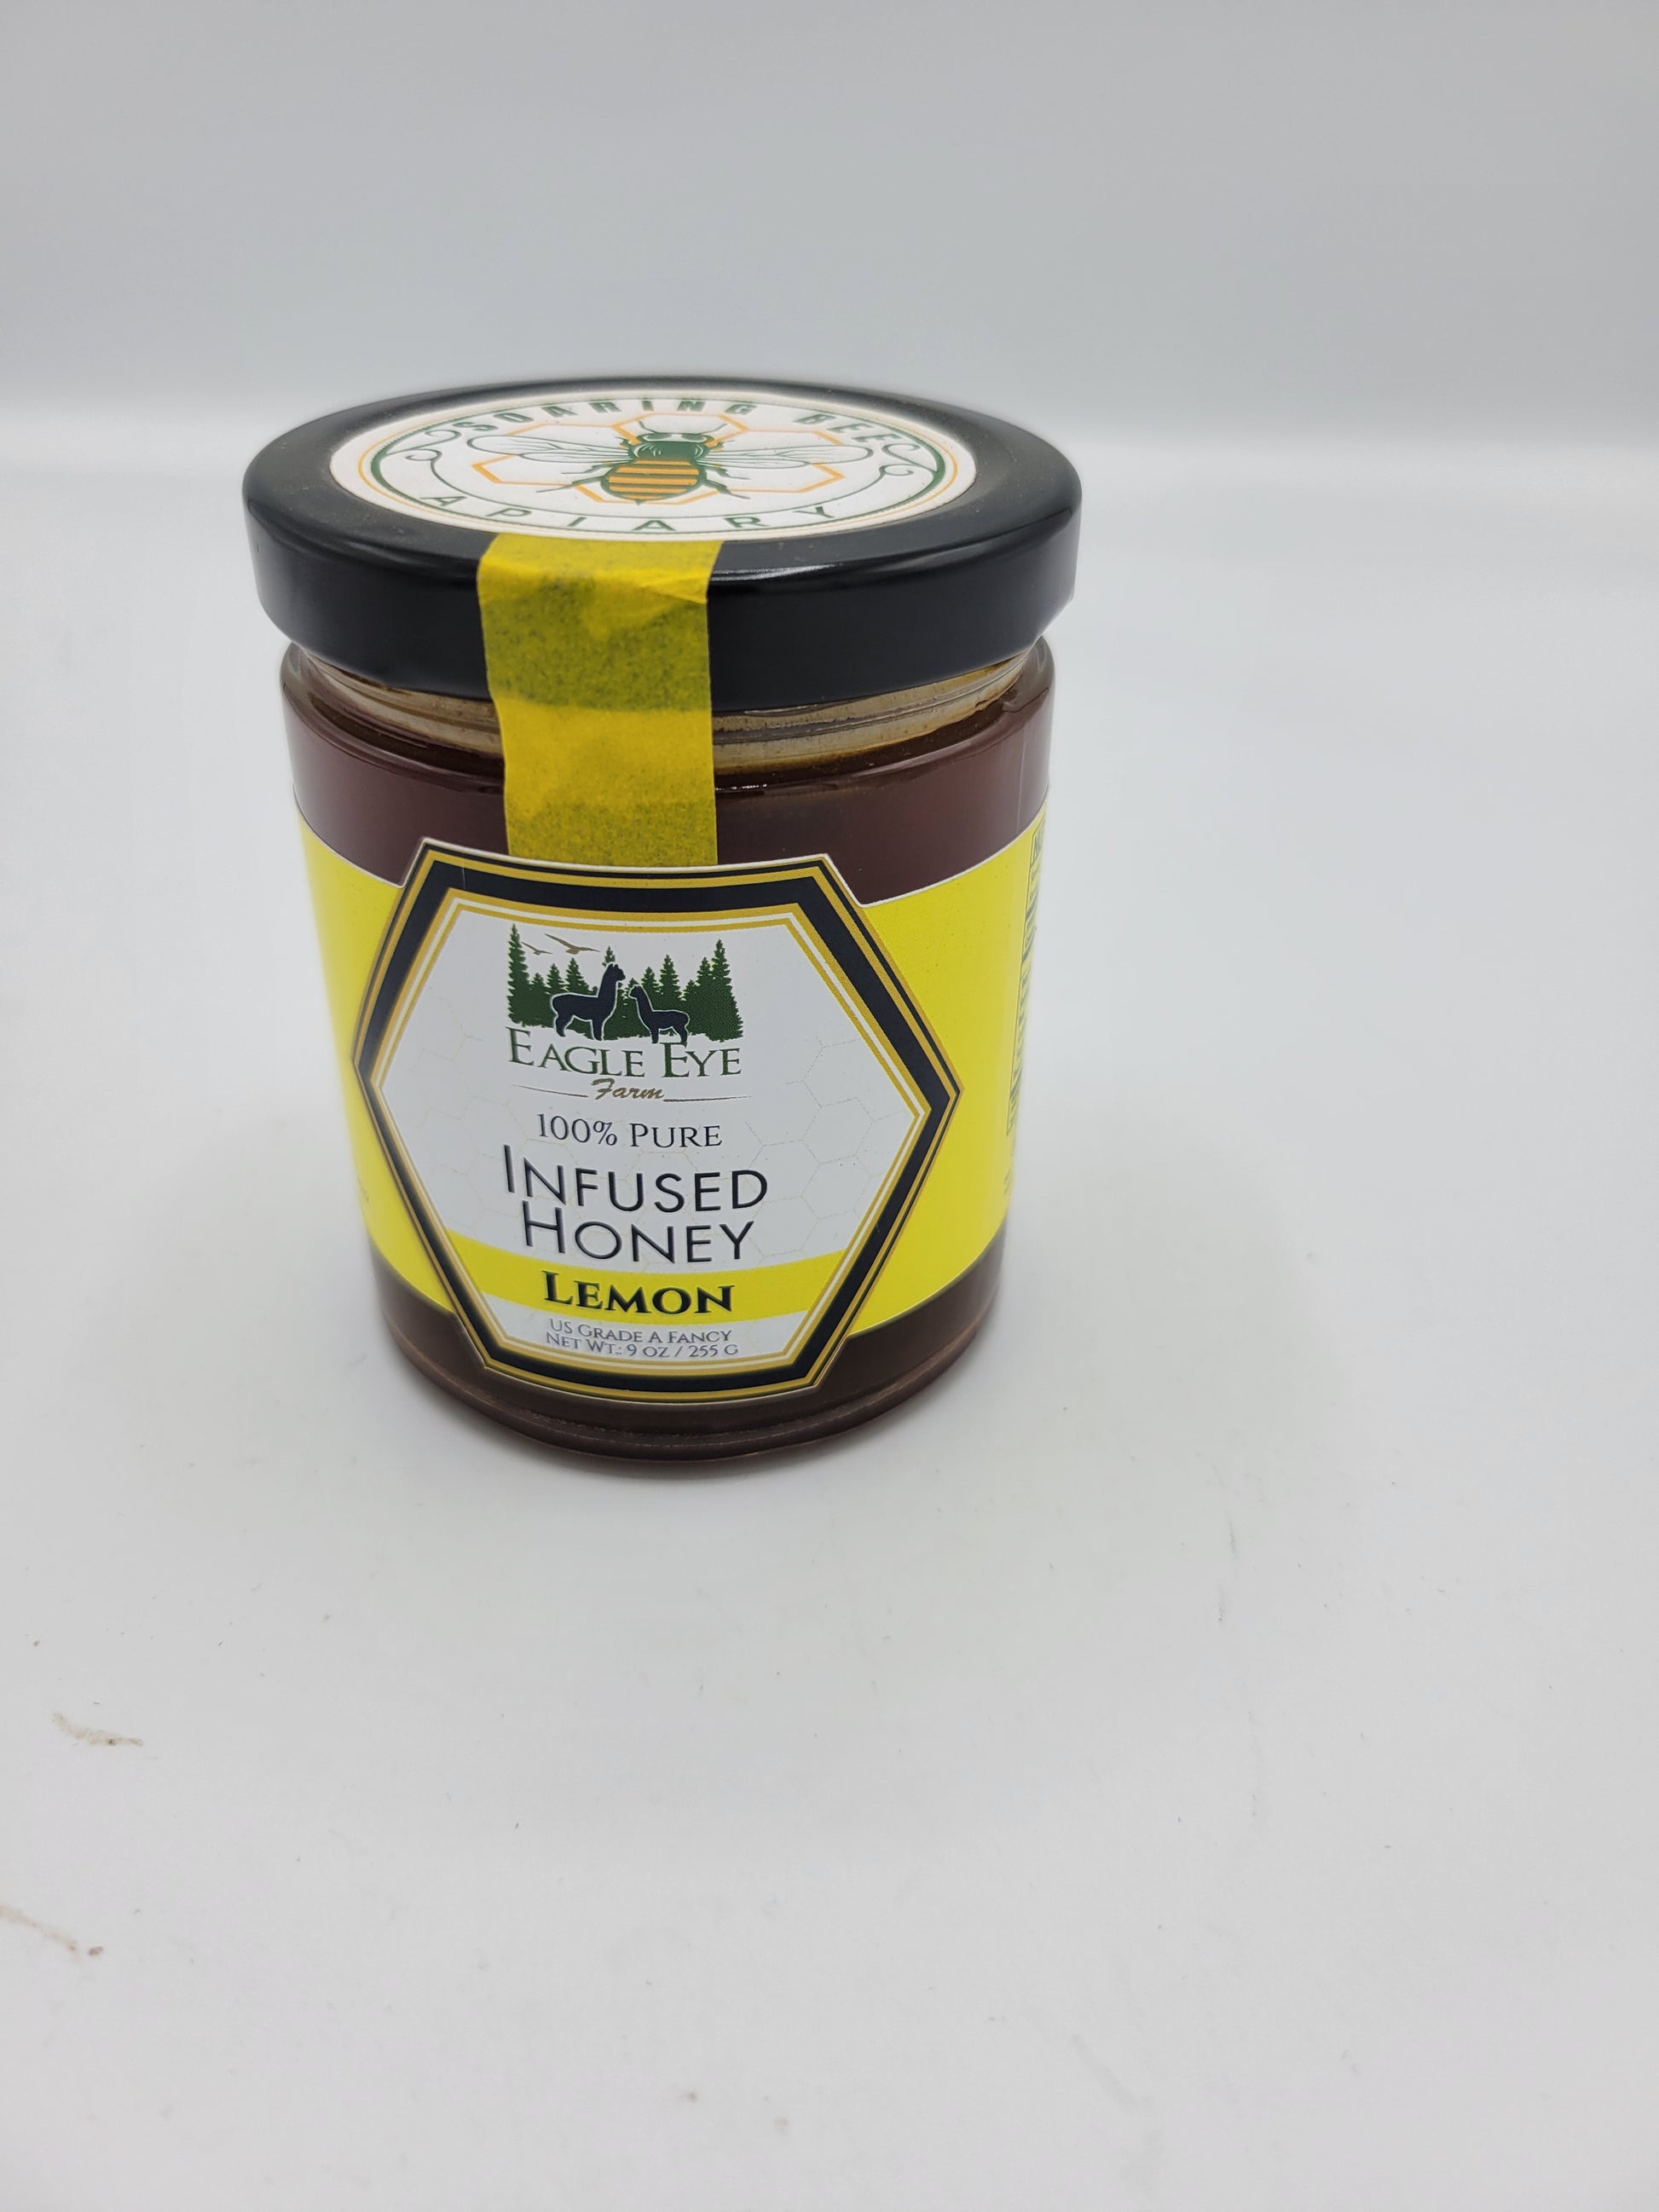 SOARING BEE
APIARY
EAGLE EYE
Farm
100% PURE
INFUSED
HONEY
LEMON
US GRADE A FANCY
NET WT.: 9 OZ / 255 G